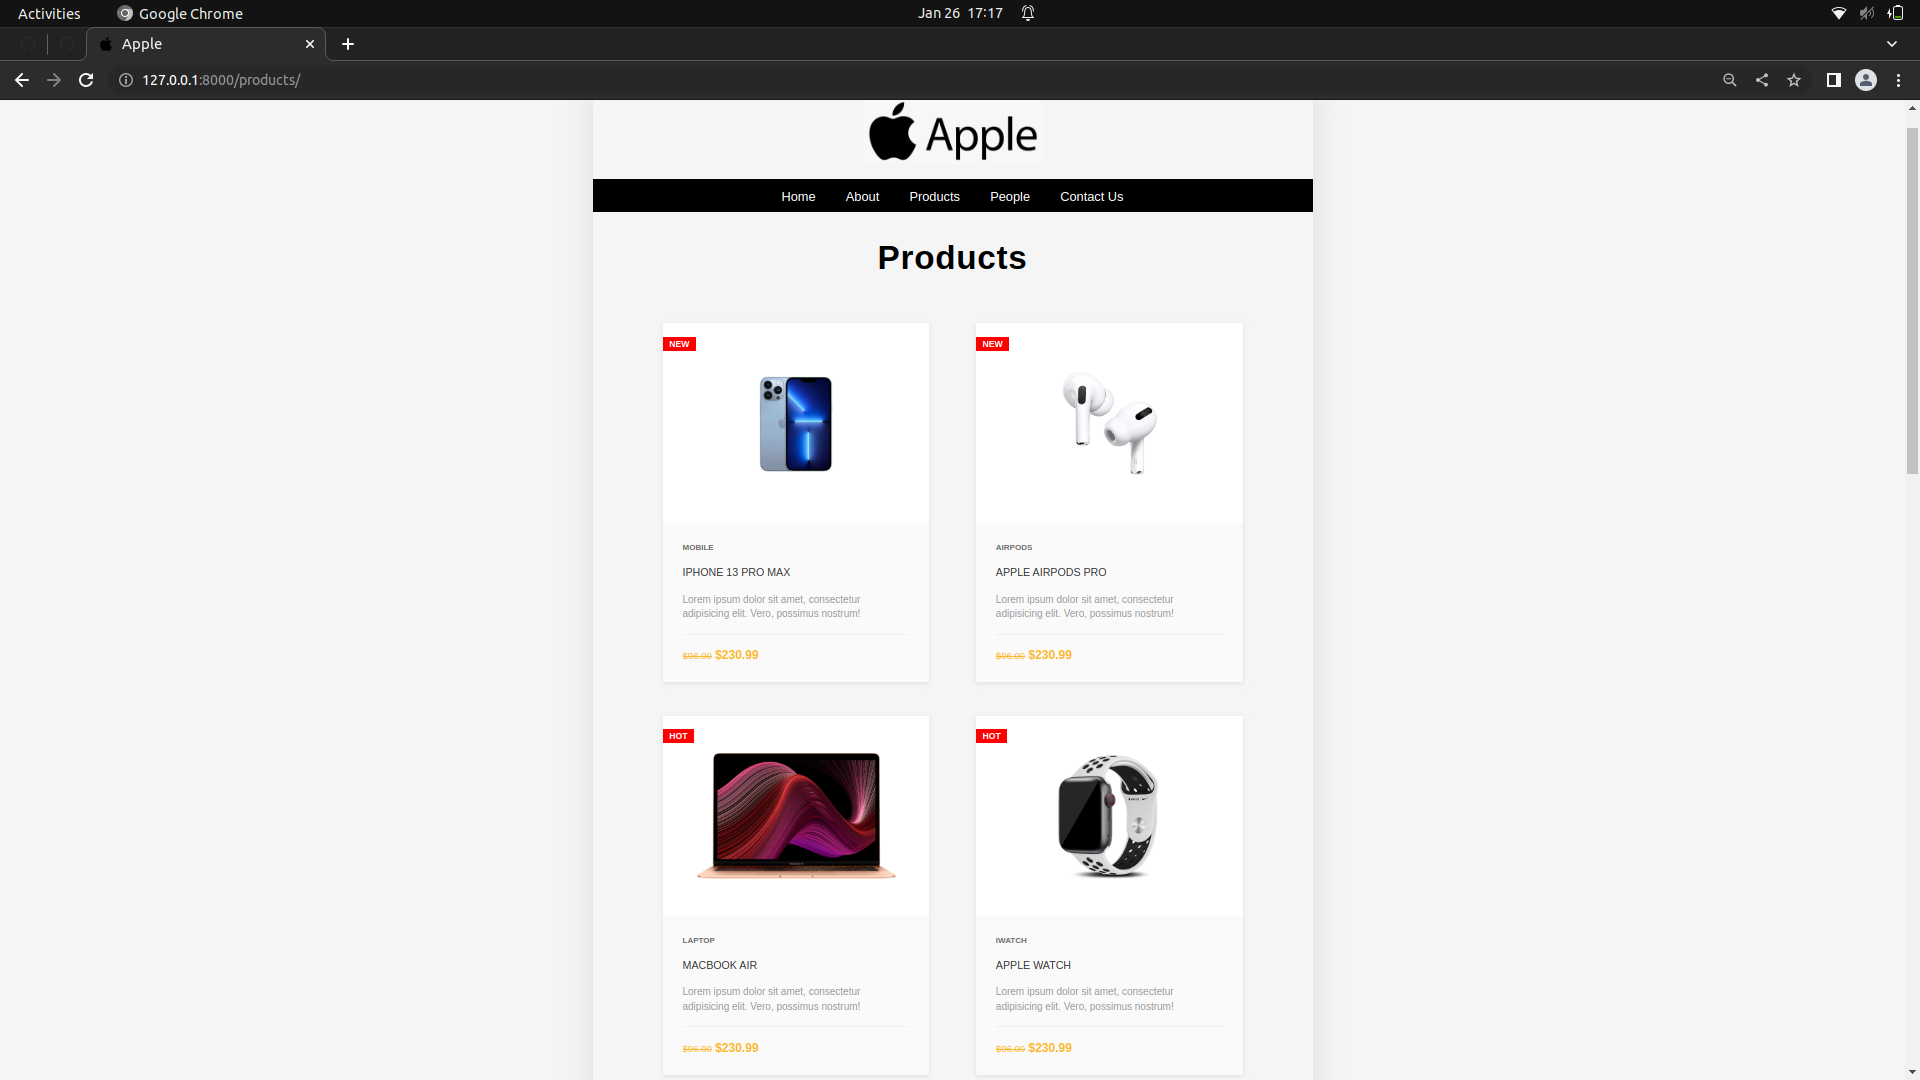 Activities
Google Chrome
Jan 26 17:17
Apple
127.0.0.1:8000/products/
Apple
Home
About
Products
People
Contact Us
Products
NEW
MOBILE
IPHONE 13 PRO MAX
Lorem ipsum dolor sit amet, consectetur
adipisicing elit. Vero, possimus nostrum!
$96.00 $230.99
NEW
AIRPODS
APPLE AIRPODS PRO
Lorem ipsum dolor sit amet, consectetur
adipisicing elit. Vero, possimus nostrum!
$96.00 $230.99
HOT
LAPTOP
MACBOOK AIR
Lorem ipsum dolor sit amet, consectetur
adipisicing elit. Vero, possimus nostrum!
$96.00 $230.99
HOT
IWATCH
APPLE WATCH
Lorem ipsum dolor sit amet, consectetur
adipisicing elit. Vero, possimus nostrum!
$96.00 $230.99